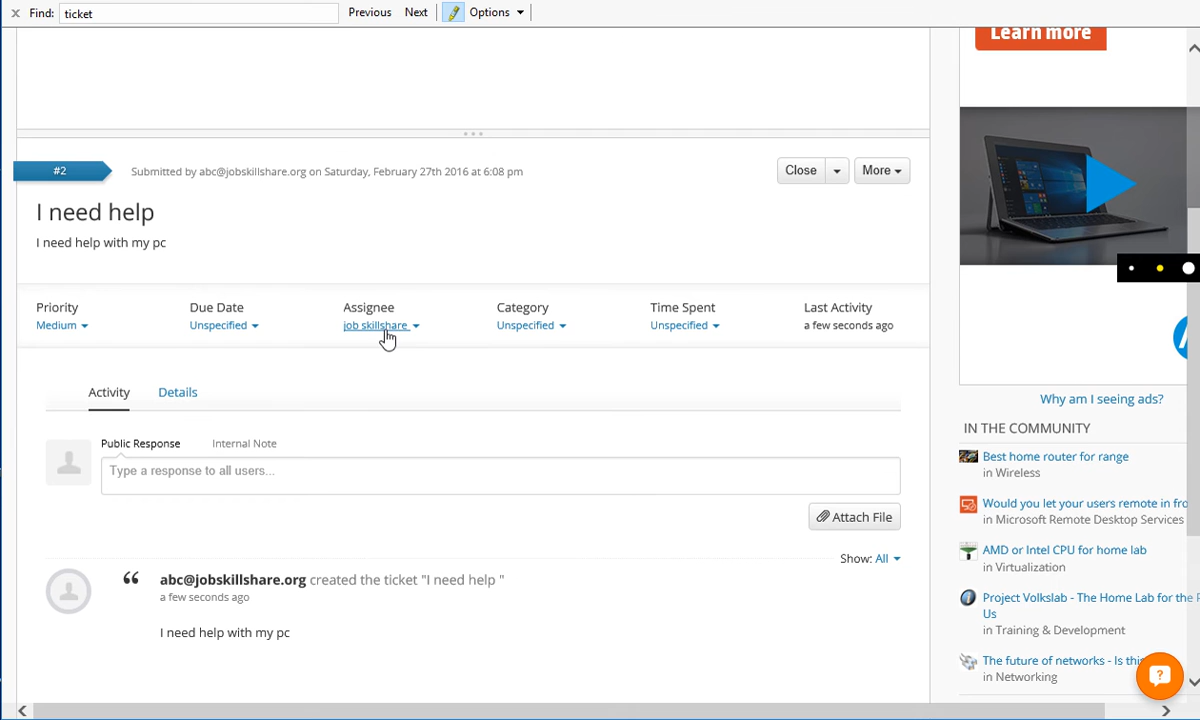 Find: ticket Previous Next Options
Learn more
#2 Submitted by abc@jobskillshare.org on Saturday, February 27th 2016 at 6:08 pm Close More
I need help
I need help with my pc
Priority Due Date Assignee Category Time Spent Last Activity
Medium Unspecified job skillshare Unspecified Unspecified a few seconds ago
Activity Details
Public Response Internal Note
Type a response to all users...
Attach File
Show: All
abc@jobskillshare.org created the ticket "I need help "
a few seconds ago
I need help with my pc
Why am I seeing ads?
IN THE COMMUNITY
Best home router for range
in Wireless
Would you let your users remote in fro
in Microsoft Remote Desktop Services
AMD or Intel CPU for home lab
in Virtualization
Project Volkslab - The Home Lab for the
Us
in Training & Development
The future of networks - Is
in Networking